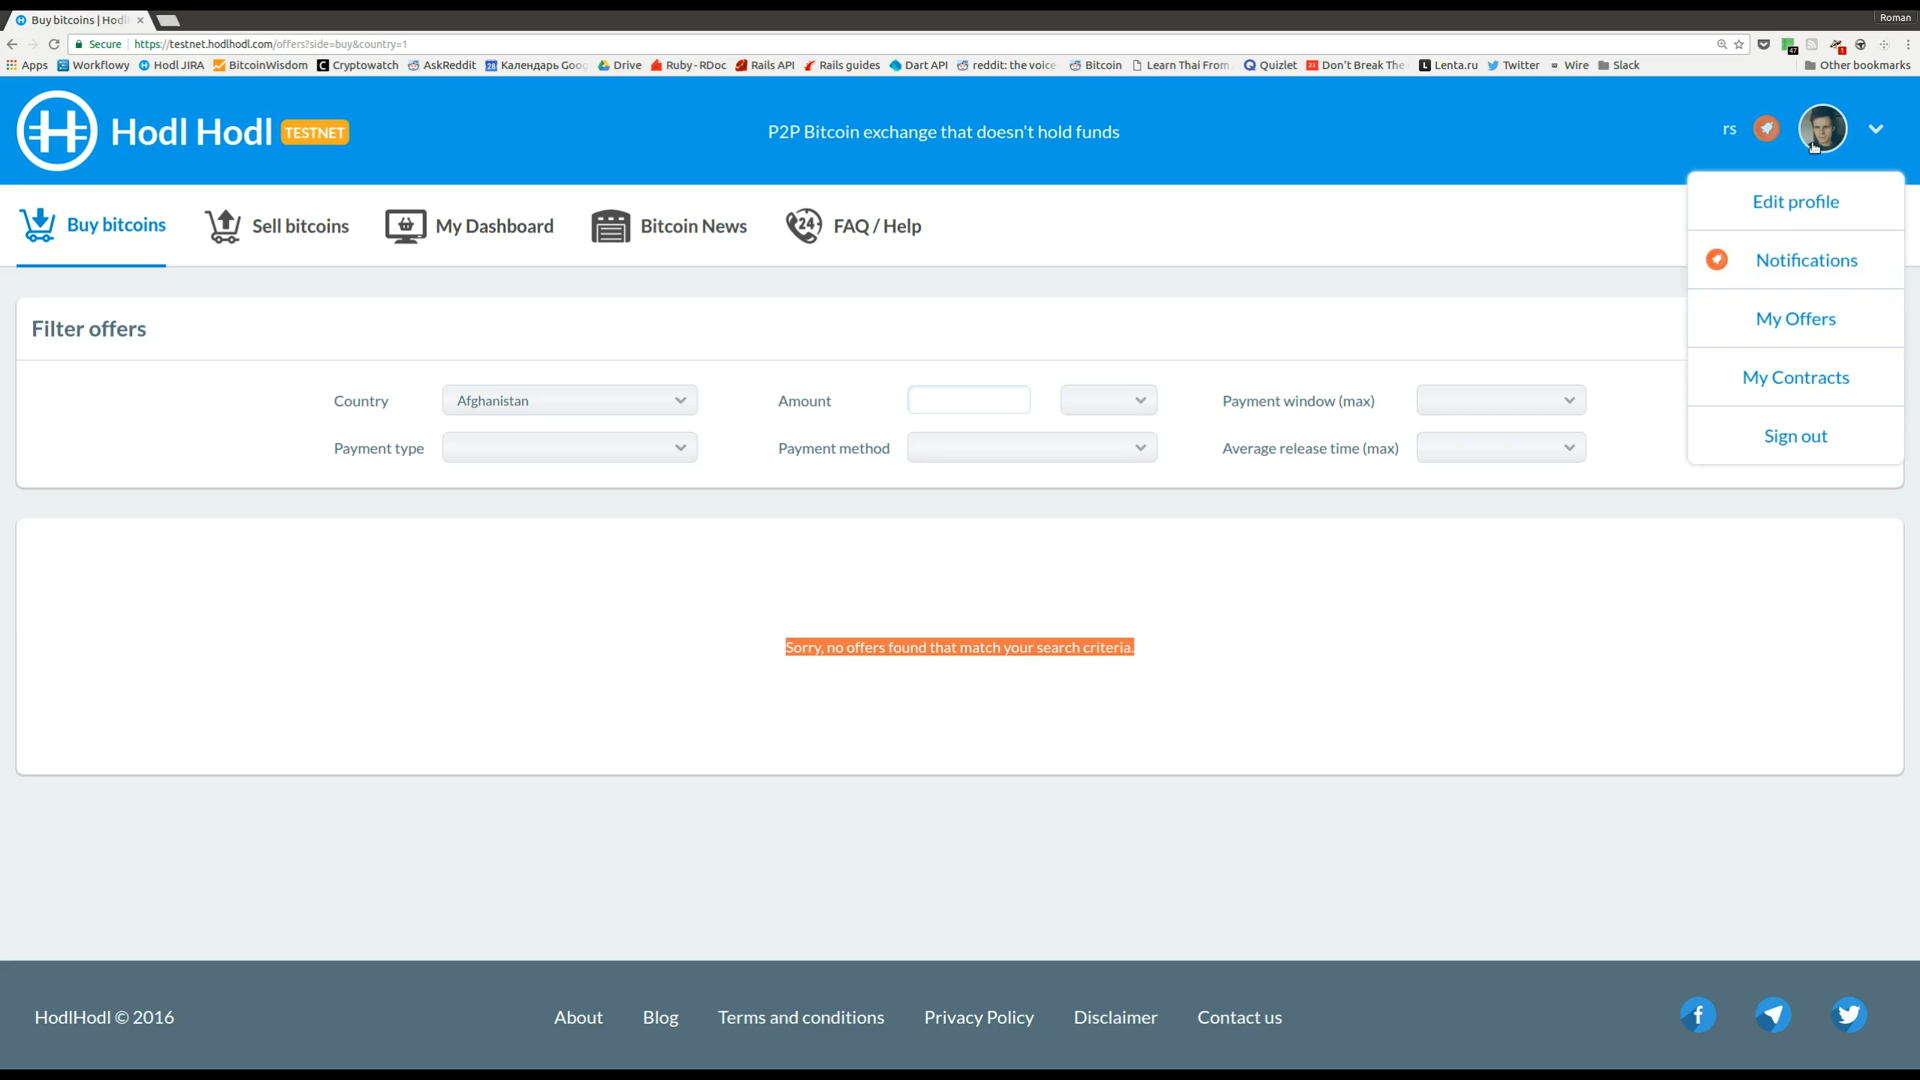 Buy bitcoins | Hodl
Roman
Secure https://testnet.hodlhodl.com/offers?side=buy&country=1
Apps Workflowy Hodl JIRA BitcoinWisdom Cryptowatch AskReddit 28 Календарь Goo Drive Ruby - RDoc Rails API Rails guides Dart API reddit: the voice Bitcoin Learn Thai From Quizlet 21 Don't Break The L Lenta.ru Twitter Wire Slack Other bookmarks
Hodl Hodl TESTNET
P2P Bitcoin exchange that doesn't hold funds
rs
Buy bitcoins
Sell bitcoins
My Dashboard
Bitcoin News
24 FAQ / Help
Edit profile
Notifications
My Offers
My Contracts
Sign out
Filter offers
Country Afghanistan Amount Payment window (max)
Payment type Payment method Average release time (max)
Sorry, no offers found that match your search criteria.
HodlHodl © 2016
About Blog Terms and conditions Privacy Policy Disclaimer Contact us